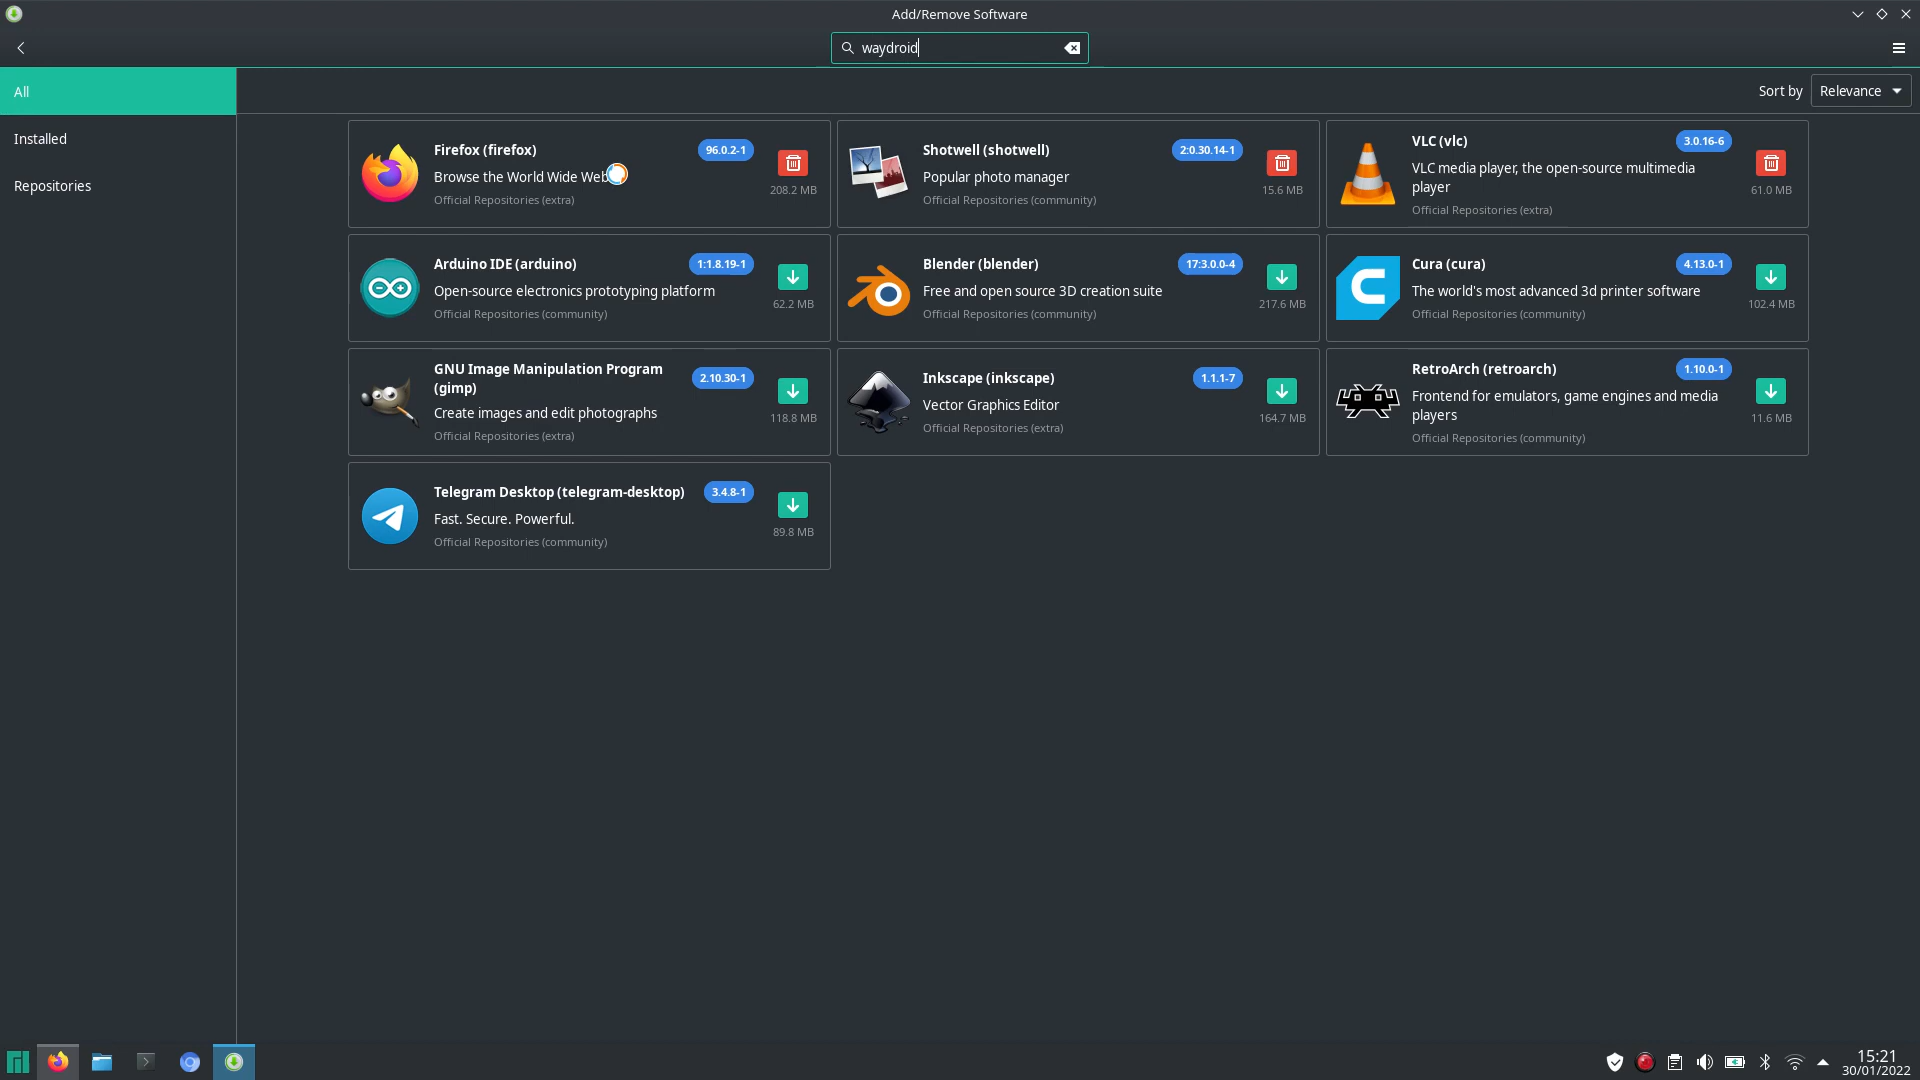 Add/Remove Software
waydroid
All
Sort by Relevance
Installed
Repositories
Firefox (firefox) 96.0.2-1
Browse the World Wide Web
Official Repositories (extra)
208.2 MB
Shotwell (shotwell) 2:0.30.14-1
Popular photo manager
Official Repositories (community)
15.6 MB
VLC (vlc) 3.0.16-6
VLC media player, the open-source multimedia
player
Official Repositories (extra)
61.0 MB
Arduino IDE (arduino) 1:1.8.19-1
Open-source electronics prototyping platform
Official Repositories (community)
62.2 MB
Blender (blender) 17:3.0.0-4
Free and open source 3D creation suite
Official Repositories (community)
217.6 MB
Cura (cura) 4.13.0-1
The world's most advanced 3d printer software
Official Repositories (community)
102.4 MB
GNU Image Manipulation Program
(gimp)
2.10.30-1
Create images and edit photographs
Official Repositories (extra)
118.8 MB
Inkscape (inkscape) 1.1.1-7
Vector Graphics Editor
Official Repositories (extra)
164.7 MB
RetroArch (retroarch) 1.10.0-1
Frontend for emulators, game engines and media
players
Official Repositories (community)
11.6 MB
Telegram Desktop (telegram-desktop) 3.4.8-1
Fast. Secure. Powerful.
Official Repositories (community)
89.8 MB
15:21
30/01/2022